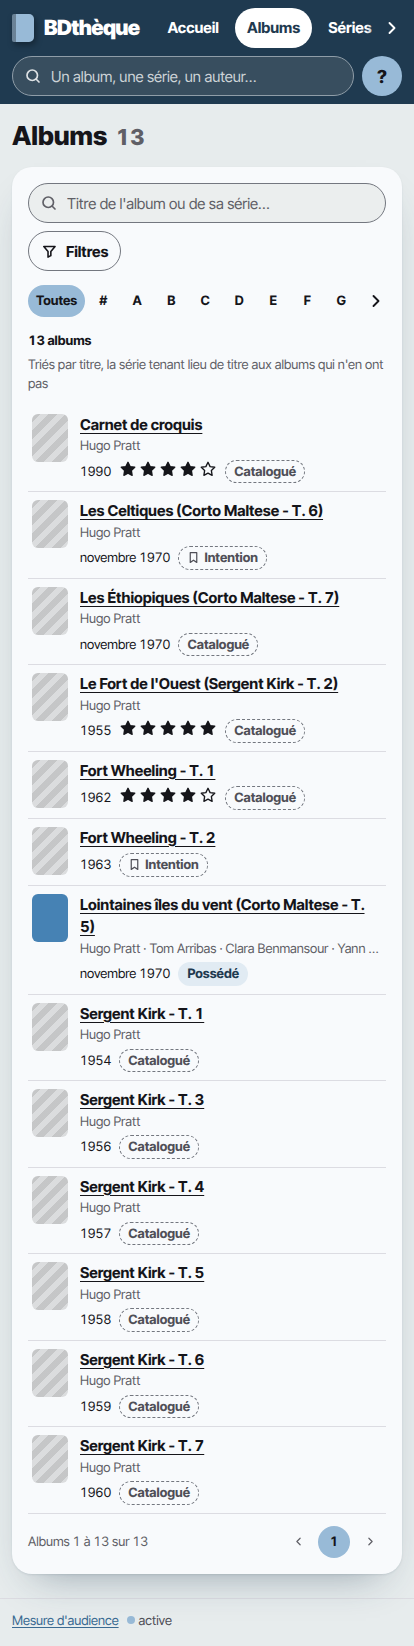 BDthèque Accueil Albums Séries
Un album, une série, un auteur... ?
Albums 13
Titre de l'album ou de sa série...
Filtres
Toutes # A B C D E F G
13 albums
Triés par titre, la série tenant lieu de titre aux albums qui n'en ont
pas
Carnet de croquis
Hugo Pratt
1990 Catalogué
Les Celtiques (Corto Maltese - T. 6)
Hugo Pratt
novembre 1970 Intention
Les Éthiopiques (Corto Maltese - T. 7)
Hugo Pratt
novembre 1970 Catalogué
Le Fort de l'Ouest (Sergent Kirk - T. 2)
Hugo Pratt
1955 Catalogué
Fort Wheeling - T. 1
1962 Catalogué
Fort Wheeling - T. 2
1963 Intention
Lointaines îles du vent (Corto Maltese - T.
5)
Hugo Pratt · Tom Arribas · Clara Benmansour · Yann ...
novembre 1970 Possédé
Sergent Kirk - T. 1
Hugo Pratt
1954 Catalogué
Sergent Kirk - T. 3
Hugo Pratt
1956 Catalogué
Sergent Kirk - T. 4
Hugo Pratt
1957 Catalogué
Sergent Kirk - T. 5
Hugo Pratt
1958 Catalogué
Sergent Kirk - T. 6
Hugo Pratt
1959 Catalogué
Sergent Kirk - T. 7
Hugo Pratt
1960 Catalogué
Albums 1 à 13 sur 13 1
Mesure d'audience active